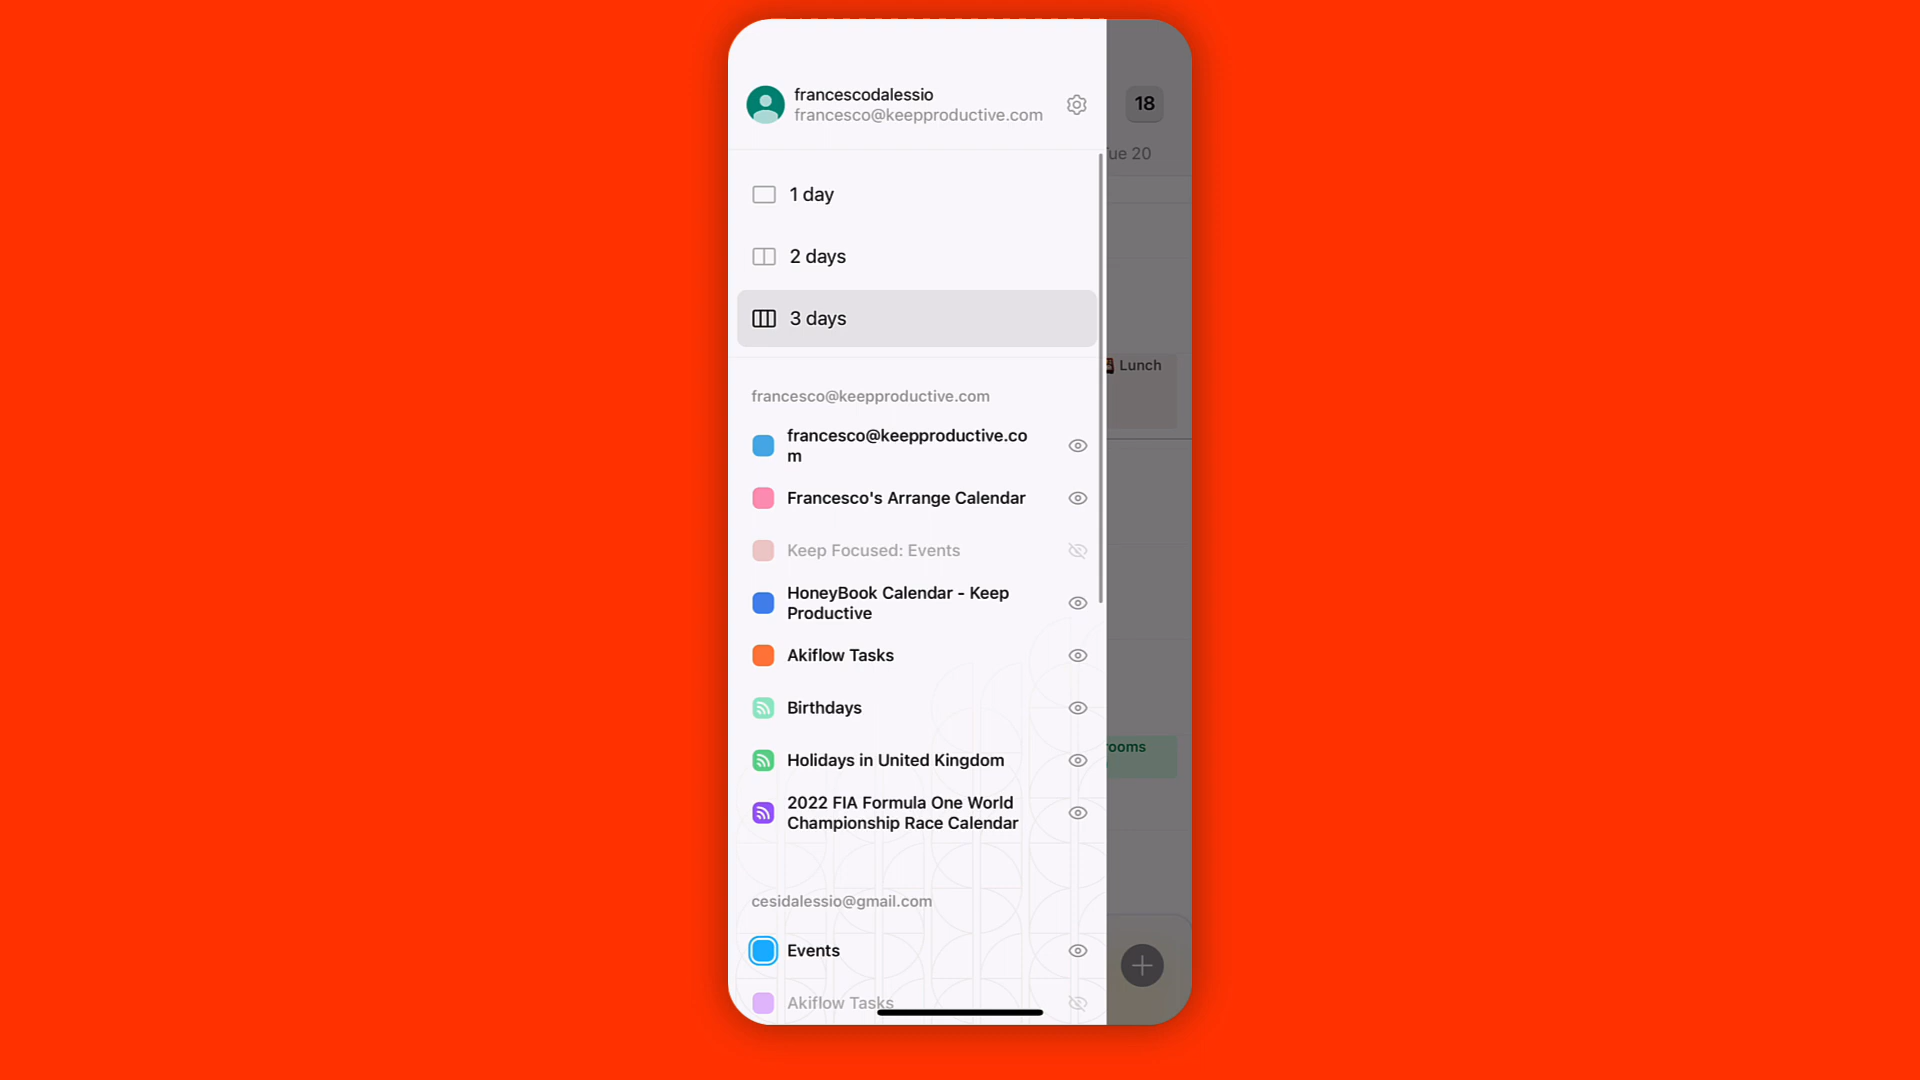 francescodalessio
francesco@keepproductive.com
18
Tue 20
1 day
2 days
3 days
Lunch
francesco@keepproductive.com
francesco@keepproductive.co
m
Francesco's Arrange Calendar
Keep Focused: Events
HoneyBook Calendar - Keep
Productive
Akiflow Tasks
Birthdays
rooms
Holidays in United Kingdom
2022 FIA Formula One World
Championship Race Calendar
cesidalessio@gmail.com
Events
Akiflow Tasks